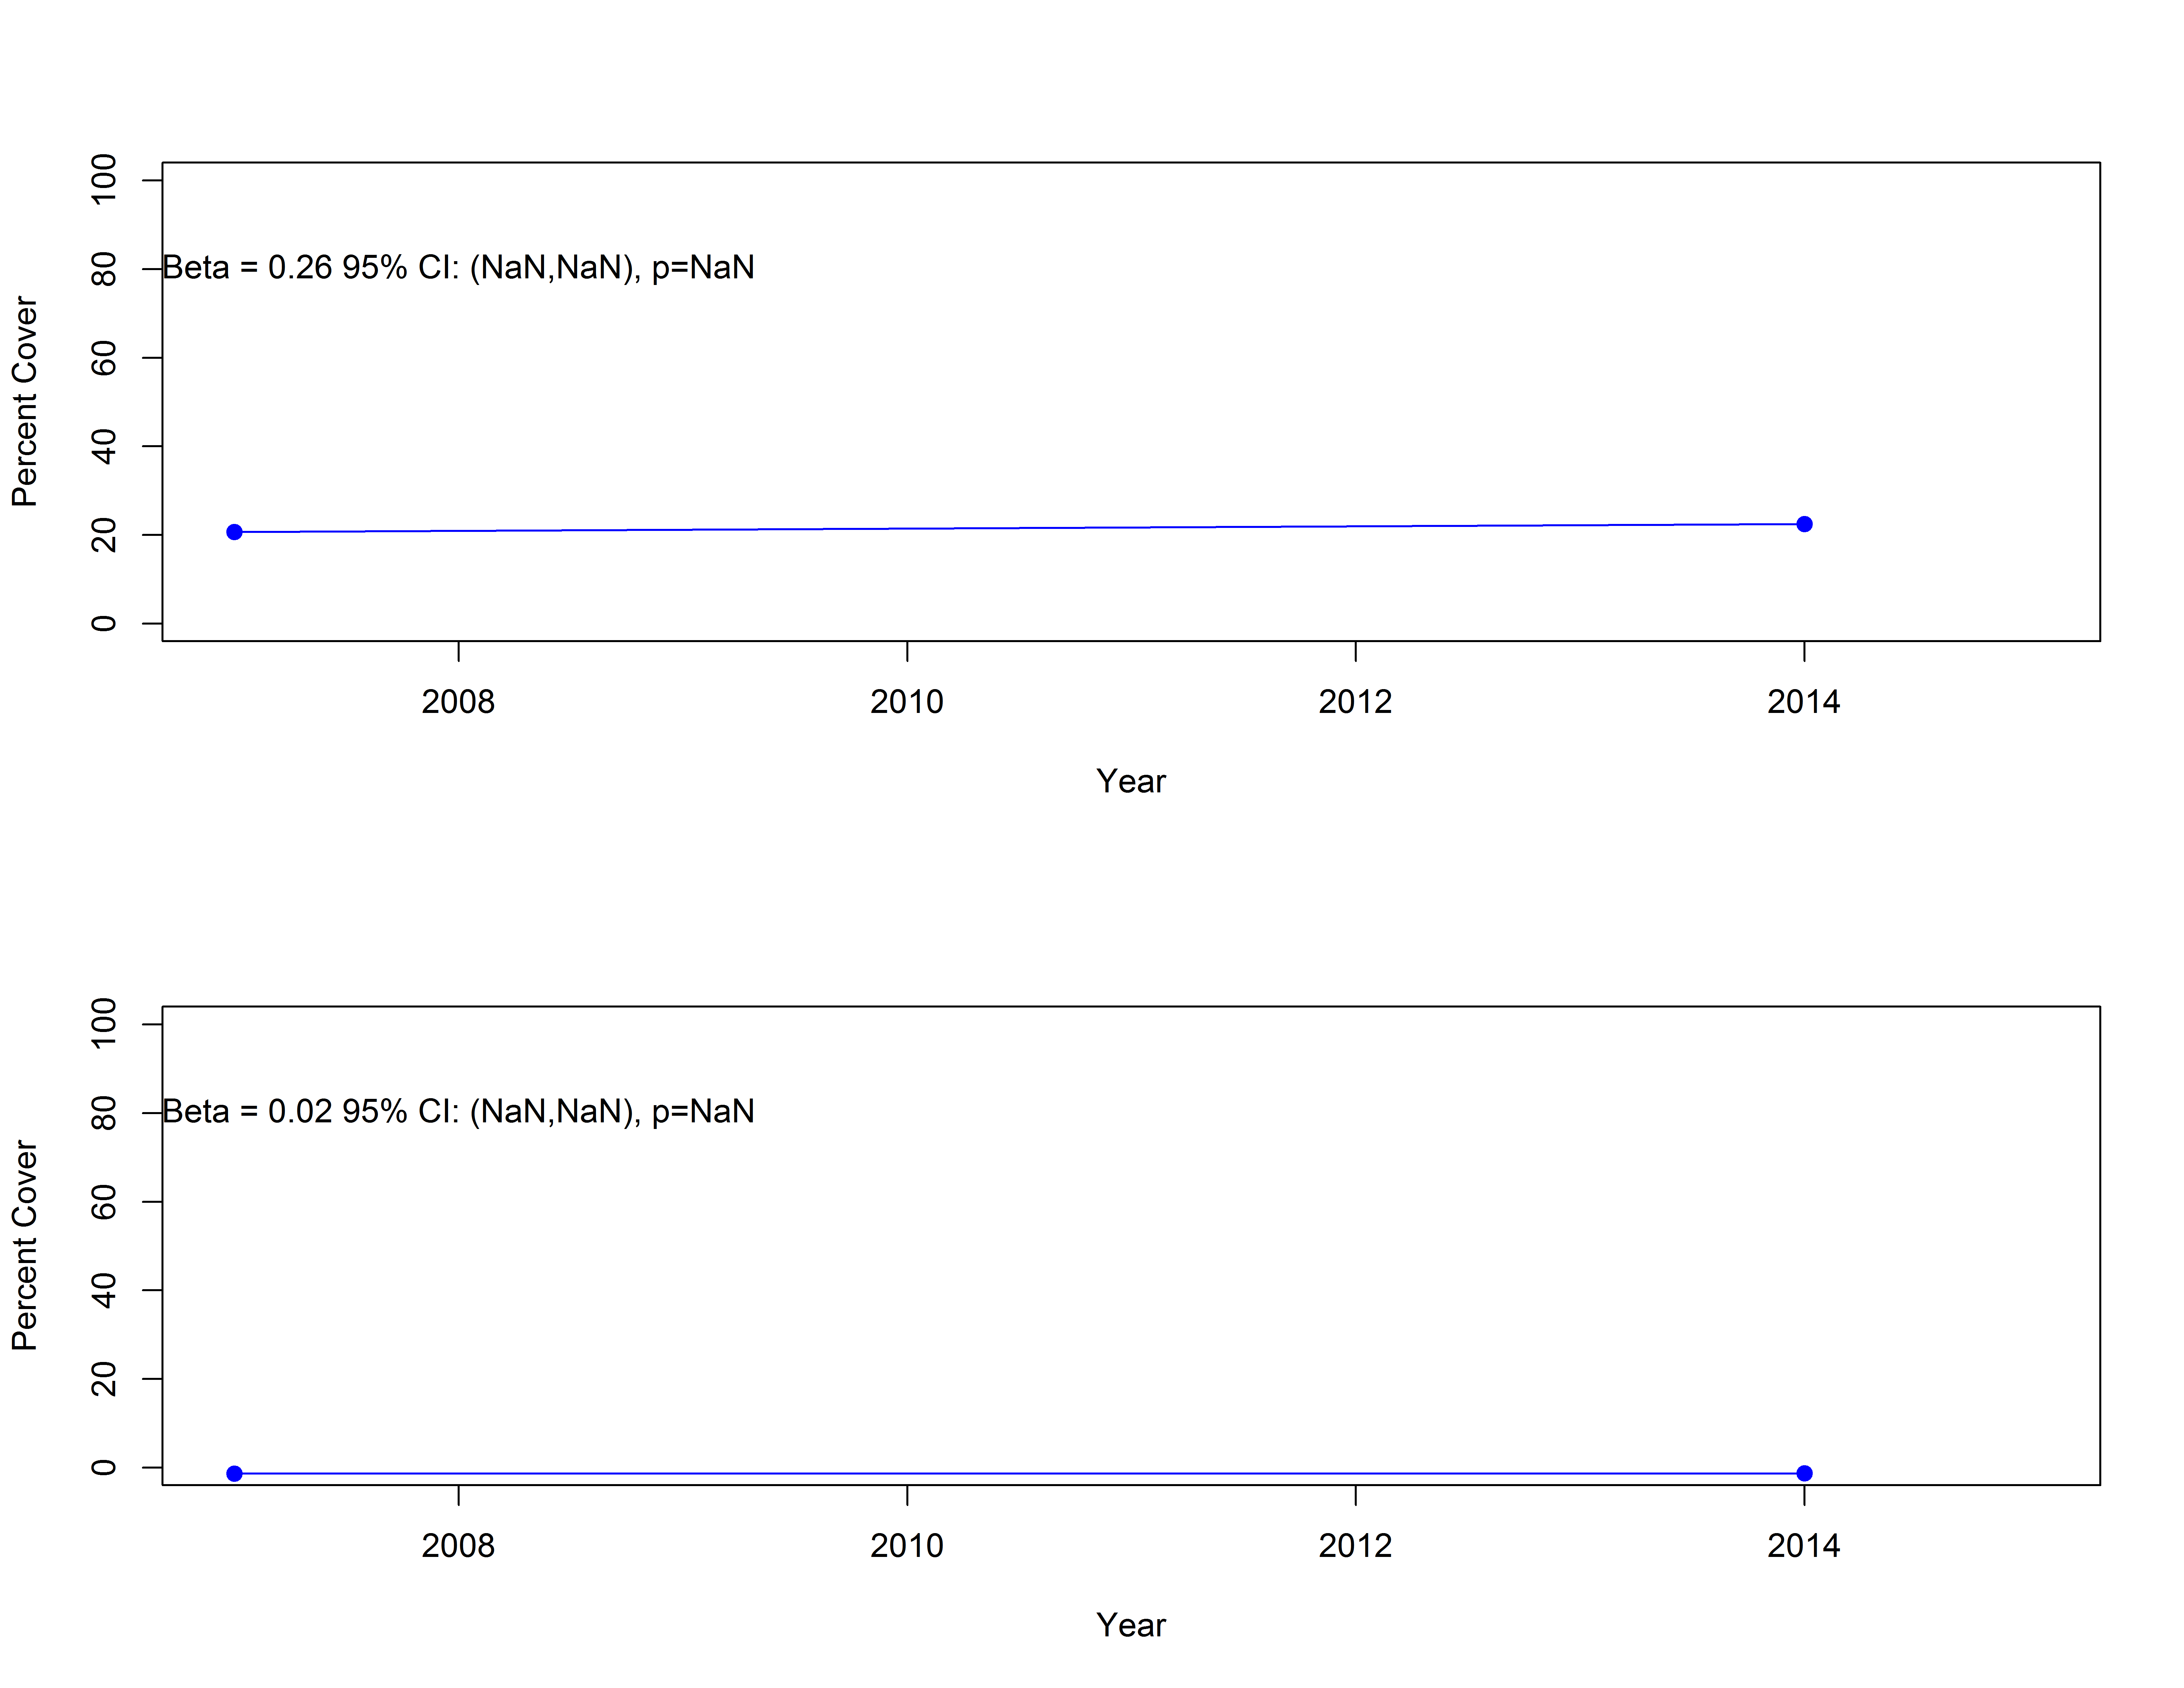 Percent Cover
100
80
60
40
20
0
Beta = 0.26 95% CI: (NaN,NaN), p=NaN
2008 2010 2012 2014
Year
Percent Cover
100
80
60
40
20
0
Beta = 0.02 95% CI: (NaN,NaN), p=NaN
2008 2010 2012 2014
Year